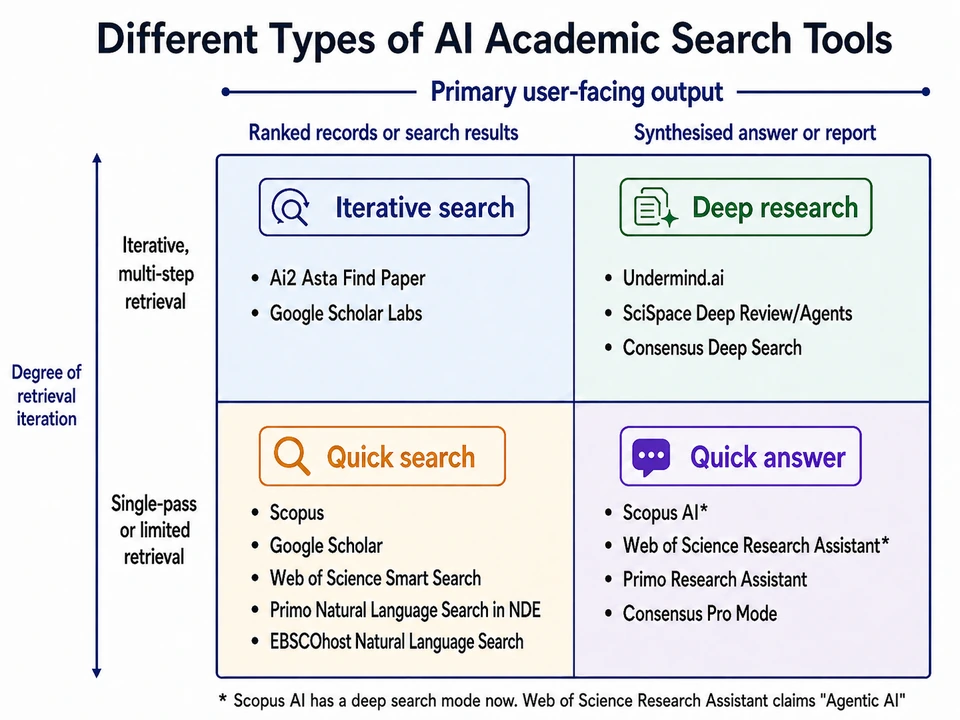 Different Types of AI Academic Search Tools
Primary user-facing output
Ranked records or search results
Synthesised answer or report
Degree of
retrieval
iteration
Iterative,
multi-step
retrieval
Iterative search
• Ai2 Asta Find Paper
• Google Scholar Labs
Deep research
• Undermind.ai
• SciSpace Deep Review/Agents
• Consensus Deep Search
Single-pass
or limited
retrieval
Quick search
• Scopus
• Google Scholar
• Web of Science Smart Search
• Primo Natural Language Search in NDE
• EBSCOhost Natural Language Search
Quick answer
• Scopus AI*
• Web of Science Research Assistant*
• Primo Research Assistant
• Consensus Pro Mode
* Scopus AI has a deep search mode now. Web of Science Research Assistant claims "Agentic AI"